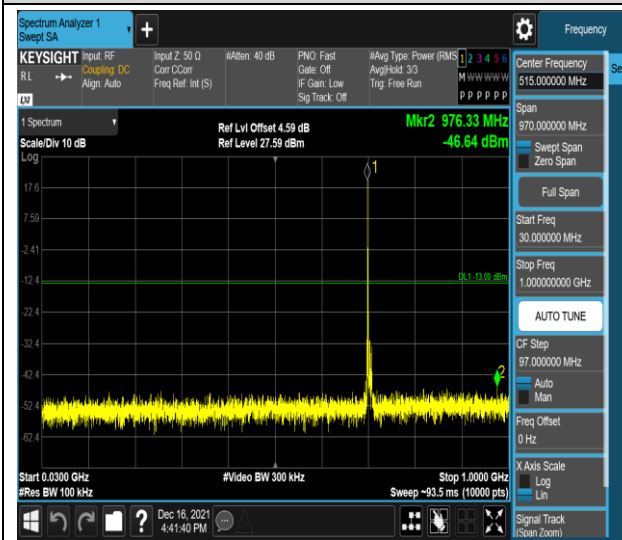 Spectrum Analyzer 1
Swept SA
+
Frequency
KEYSIGHT
RL
LXI
Input: RF
Coupling: DC
Align: Auto
Input Z: 50 Ω
Corr CCorr
Freq Ref: Int (S)
#Atten: 40 dB
PNO: Fast
Gate: Off
IF Gain: Low
Sig Track: Off
#Avg Type: Power (RMS
Avg|Hold: 3/3
Trig: Free Run
1 2 3 4 5 6
M W W W W W
P P P P P P
1 Spectrum
Scale/Div 10 dB
Log
Ref Lvl Offset 4.59 dB
Ref Level 27.59 dBm
Mkr2 976.33 MHz
-46.64 dBm
1
17.6
7.59
-2.41
-12.4
DL1 -13.00 dBm
-22.4
-32.4
-42.4
2
-52.4
-62.4
Start 0.0300 GHz
#Video BW 300 kHz
Stop 1.0000 GHz
#Res BW 100 kHz
Sweep ~93.5 ms (10000 pts)
?
Dec 16, 2021
4:41:40 PM
Center Frequency
515.000000 MHz
Se
Span
970.000000 MHz
Swept Span
Zero Span
Full Span
Start Freq
30.000000 MHz
Stop Freq
1.000000000 GHz
AUTO TUNE
CF Step
97.000000 MHz
Auto
Man
Freq Offset
0 Hz
X Axis Scale
Log
Lin
Signal Track
(Span Zoom)